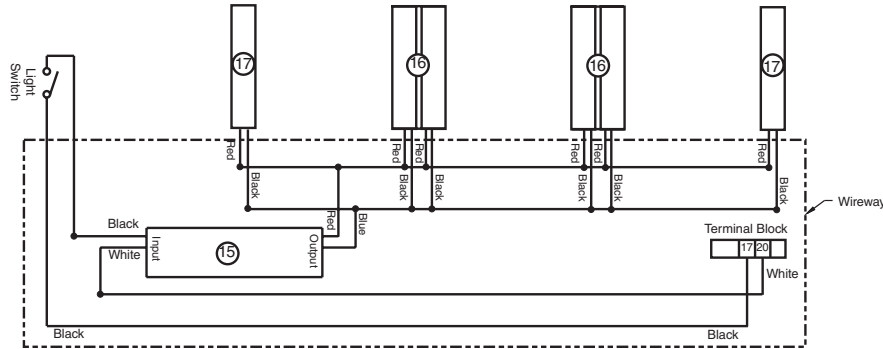 17
16
16
17
Light
Switch
Red
Red
Red
Red
Red
Red
Black
Black
Black
Black
Black
Black
Wireway
Black
Red
Blue
Terminal Block
Input
15
Output
17 20
White
White
Black
Black